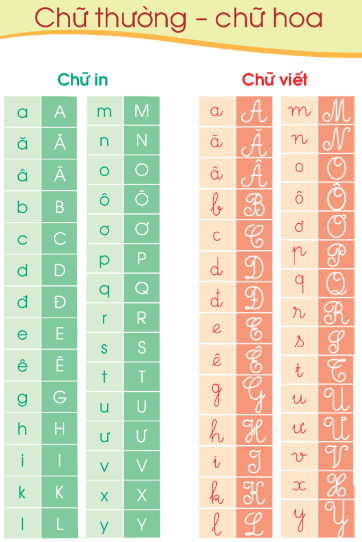 Chữ thường – chữ hoa
Chữ in
a A
ă Ă
â Â
b B
c C
d D
đ Đ
e E
ê Ê
g G
h H
i I
k K
l L
m M
n N
o O
ô Ô
ơ Ơ
p P
q Q
r R
s S
t T
u U
ư Ư
v V
x X
y Y
Chữ viết
a A
ă Ă
â Â
b B
c C
d D
đ Đ
e E
ê Ê
g G
h H
i I
k K
l L
m M
n N
o O
ô Ô
ơ Ơ
p P
q Q
r R
s S
t T
u U
ư Ư
v V
x X
y Y